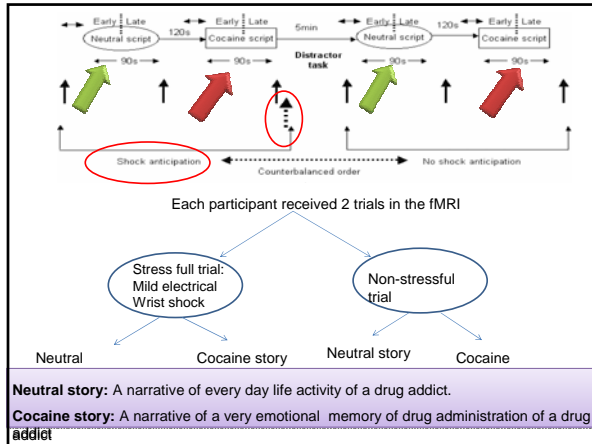 Early Late
Early Late
Early Late
Early Late
Neutral script
120s
Cocaine script
5min
Neutral script
120s
Cocaine script
90s
90s
Distractor
task
90s
90s
Shock anticipation
No shock anticipation
Counterbalanced order
Each participant received 2 trials in the fMRI
Stress full trial:
Mild electrical
Wrist shock
Non-stressful
trial
Neutral
Cocaine story
Neutral story
Cocaine
Neutral story: A narrative of every day life activity of a drug addict.
Cocaine story: A narrative of a very emotional memory of drug administration of a drug
addict